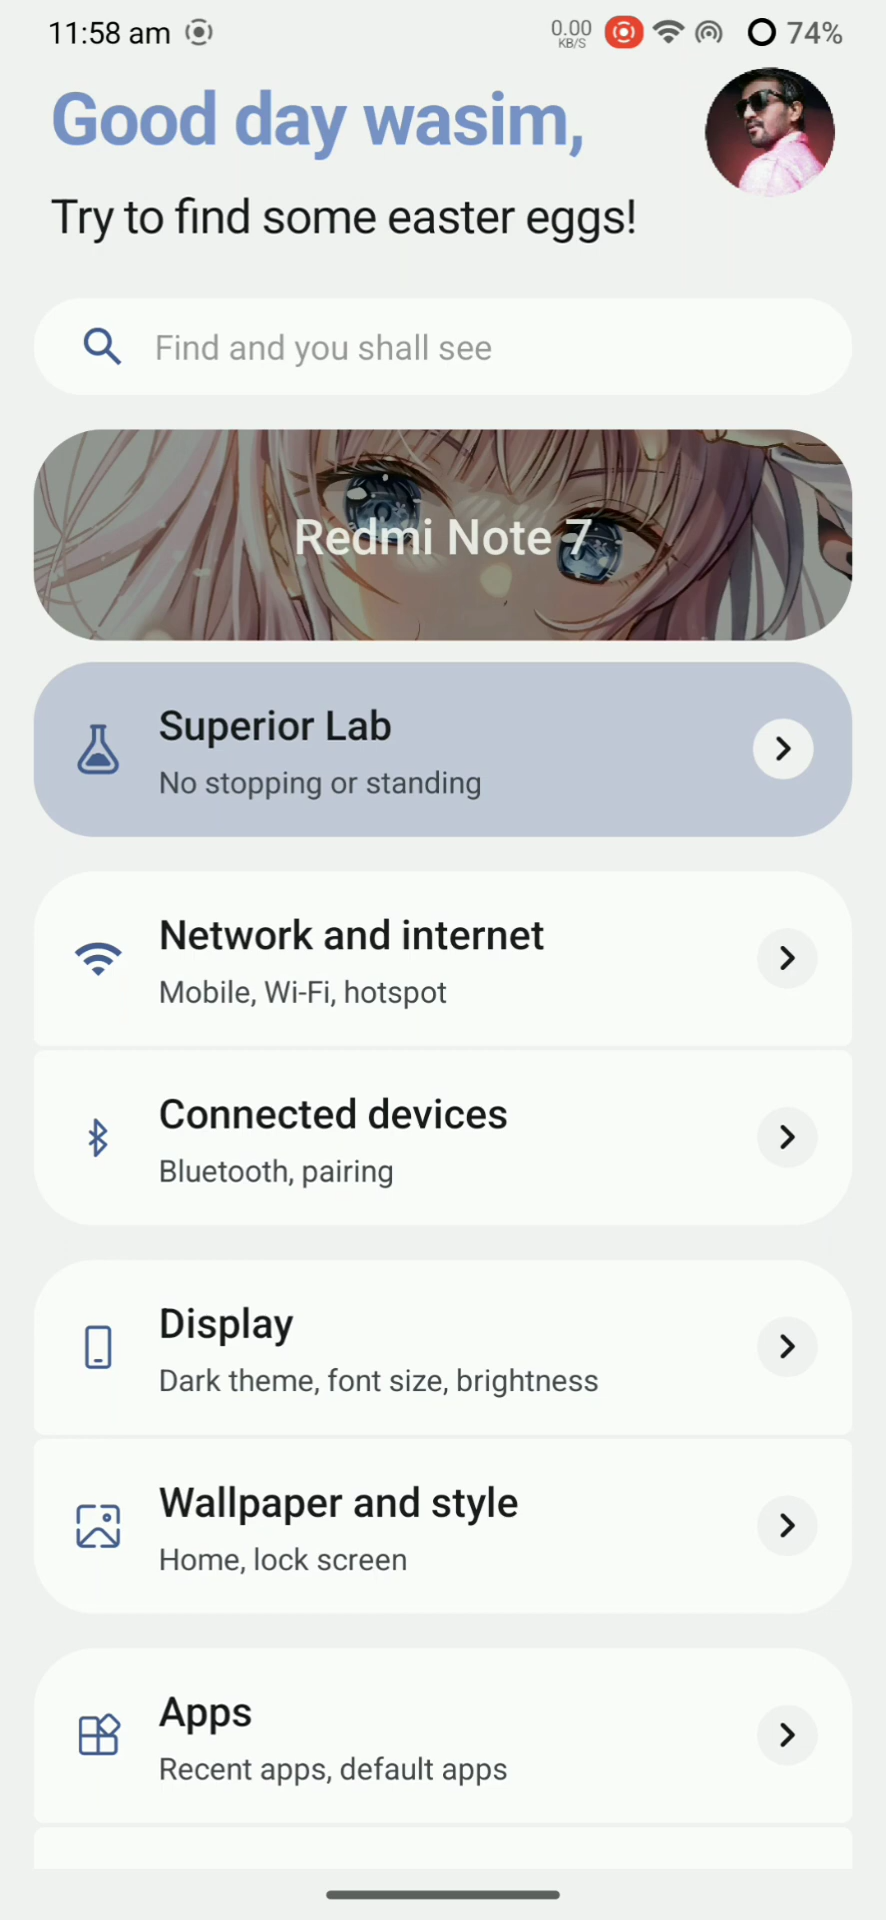 11:58 am
0.00
KB/S
74%
Good day wasim,
Try to find some easter eggs!
Find and you shall see
Redmi Note 7
Superior Lab
No stopping or standing
Network and internet
Mobile, Wi-Fi, hotspot
Connected devices
Bluetooth, pairing
Display
Dark theme, font size, brightness
Wallpaper and style
Home, lock screen
Apps
Recent apps, default apps